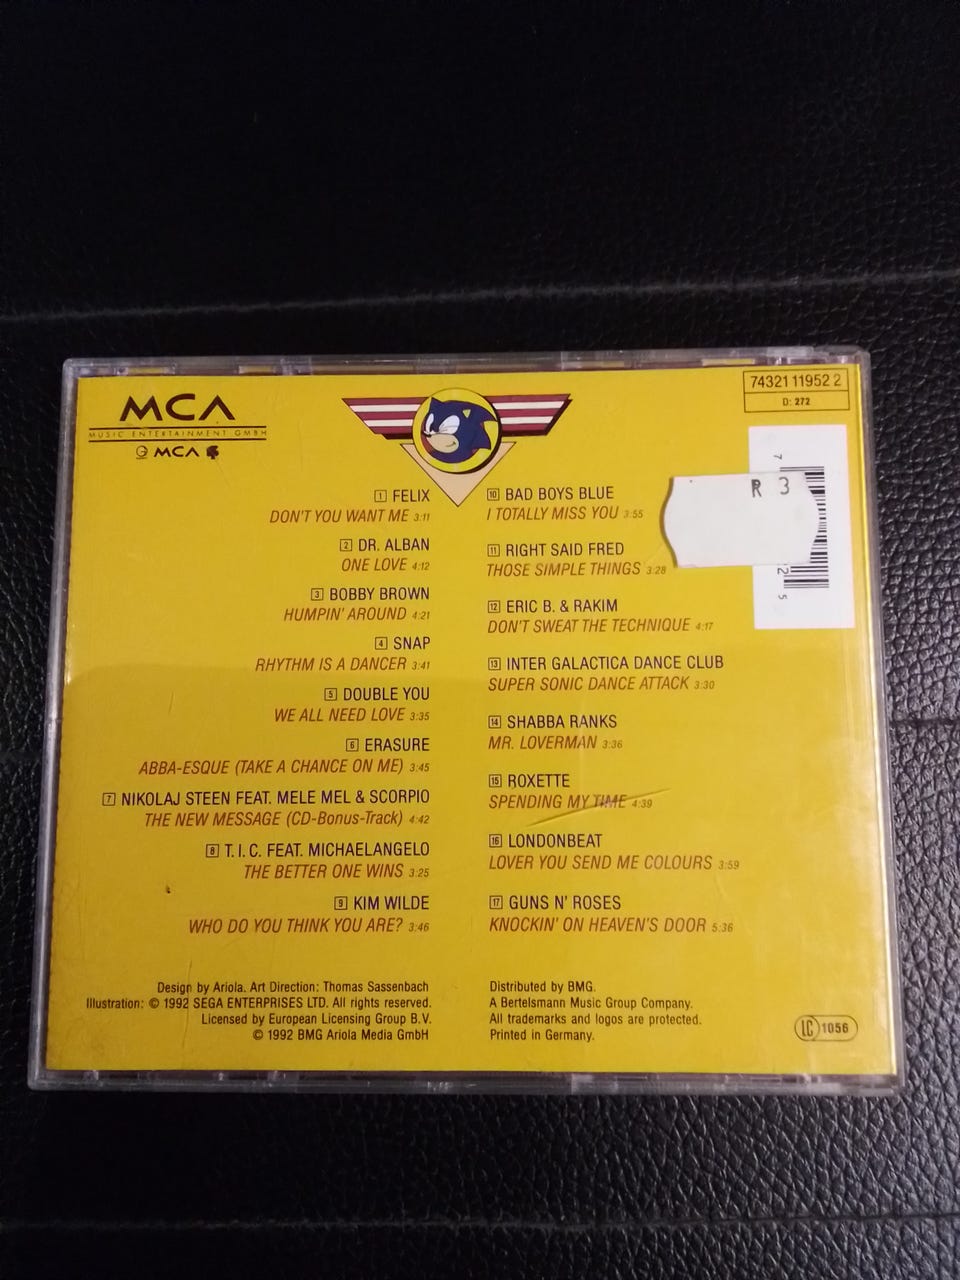 MCA
MUSIC ENTERTAINMENT GMBH
MCA
74321 11952 2
D: 272
R 3
7
2
5
1 FELIX
DON'T YOU WANT ME 3:11
2 DR. ALBAN
ONE LOVE 4:12
3 BOBBY BROWN
HUMPIN' AROUND 4:21
4 SNAP
RHYTHM IS A DANCER 3:41
5 DOUBLE YOU
WE ALL NEED LOVE 3:35
6 ERASURE
ABBA-ESQUE (TAKE A CHANCE ON ME) 3:45
7 NIKOLAJ STEEN FEAT. MELE MEL & SCORPIO
THE NEW MESSAGE (CD-Bonus-Track) 4:42
8 T.I.C. FEAT. MICHAELANGELO
THE BETTER ONE WINS 3:25
9 KIM WILDE
WHO DO YOU THINK YOU ARE? 3:46
10 BAD BOYS BLUE
I TOTALLY MISS YOU 3:55
11 RIGHT SAID FRED
THOSE SIMPLE THINGS 3:28
12 ERIC B. & RAKIM
DON'T SWEAT THE TECHNIQUE 4:17
13 INTER GALACTICA DANCE CLUB
SUPER SONIC DANCE ATTACK 3:30
14 SHABBA RANKS
MR. LOVERMAN 3:36
15 ROXETTE
SPENDING MY TIME 4:39
16 LONDONBEAT
LOVER YOU SEND ME COLOURS 3:59
17 GUNS N' ROSES
KNOCKIN' ON HEAVEN'S DOOR 5:36
Design by Ariola. Art Direction: Thomas Sassenbach
Illustration: © 1992 SEGA ENTERPRISES LTD. All rights reserved.
Licensed by European Licensing Group B.V.
© 1992 BMG Ariola Media GmbH
Distributed by BMG.
A Bertelsmann Music Group Company.
All trademarks and logos are protected.
Printed in Germany.
LC 1056